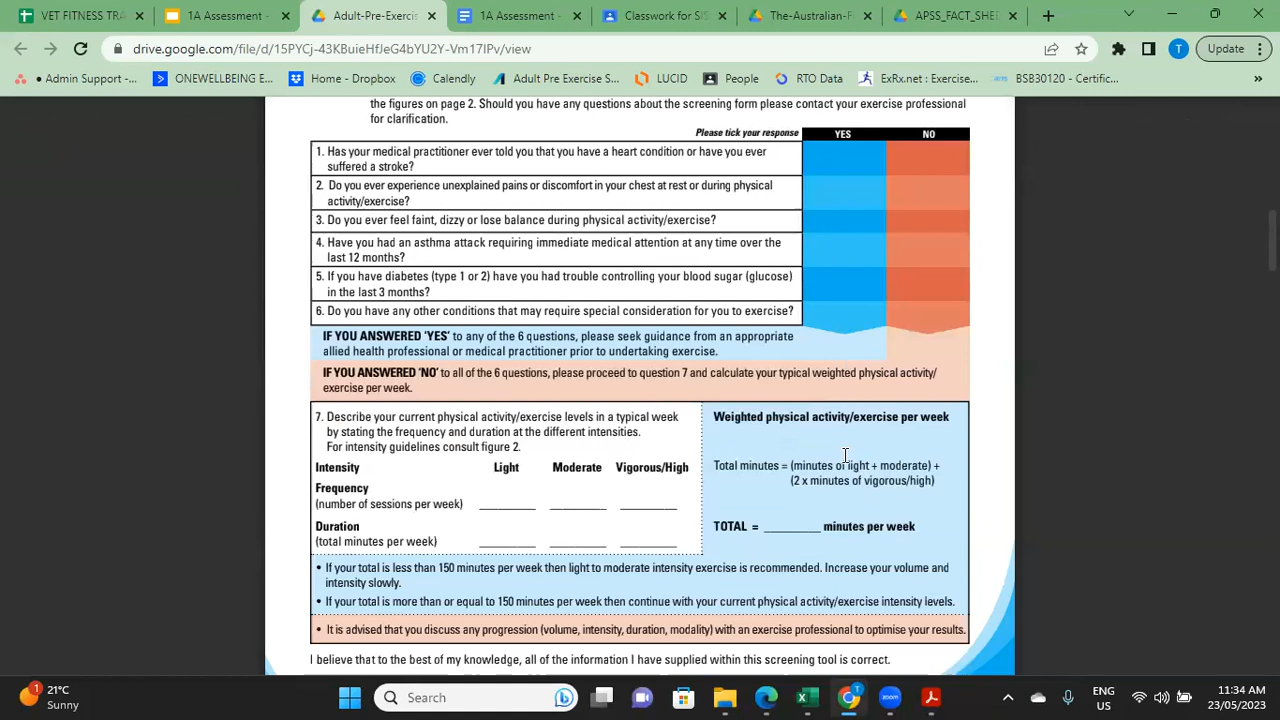 VET FITNESS TRA
1A Assessment -
Adult-Pre-Exercis
1A Assessment -
Classwork for SIS
The-Australian-F
APSS_FACT_SHEE
drive.google.com/file/d/15PYCj-43KBuieHfJeG4bYU2Y-Vm17IPv/view
T
Update
Admin Support -...
ONEWELLBEING E...
Home - Dropbox
Calendly
Adult Pre Exercise S...
LUCID
People
RTO Data
ExRx.net : Exercise...
BSB30120 - Certific...
the figures on page 2. Should you have any questions about the screening form please contact your exercise professional
for clarification.
Please tick your response YES NO
1. Has your medical practitioner ever told you that you have a heart condition or have you ever
suffered a stroke?
2. Do you ever experience unexplained pains or discomfort in your chest at rest or during physical
activity/exercise?
3. Do you ever feel faint, dizzy or lose balance during physical activity/exercise?
4. Have you had an asthma attack requiring immediate medical attention at any time over the
last 12 months?
5. If you have diabetes (type 1 or 2) have you had trouble controlling your blood sugar (glucose)
in the last 3 months?
6. Do you have any other conditions that may require special consideration for you to exercise?
IF YOU ANSWERED 'YES' to any of the 6 questions, please seek guidance from an appropriate
allied health professional or medical practitioner prior to undertaking exercise.
IF YOU ANSWERED 'NO' to all of the 6 questions, please proceed to question 7 and calculate your typical weighted physical activity/
exercise per week.
7. Describe your current physical activity/exercise levels in a typical week
by stating the frequency and duration at the different intensities.
For intensity guidelines consult figure 2.
Intensity Light Moderate Vigorous/High
Frequency
(number of sessions per week) ________ ________ ________
Duration
(total minutes per week) ________ ________ ________
Weighted physical activity/exercise per week
Total minutes = (minutes of light + moderate) +
(2 x minutes of vigorous/high)
TOTAL = ________ minutes per week
• If your total is less than 150 minutes per week then light to moderate intensity exercise is recommended. Increase your volume and
intensity slowly.
• If your total is more than or equal to 150 minutes per week then continue with your current physical activity/exercise intensity levels.
• It is advised that you discuss any progression (volume, intensity, duration, modality) with an exercise professional to optimise your results.
I believe that to the best of my knowledge, all of the information I have supplied within this screening tool is correct.
1
21°C
Sunny
Search
zoom
ENG
US
11:34 AM
23/05/2023